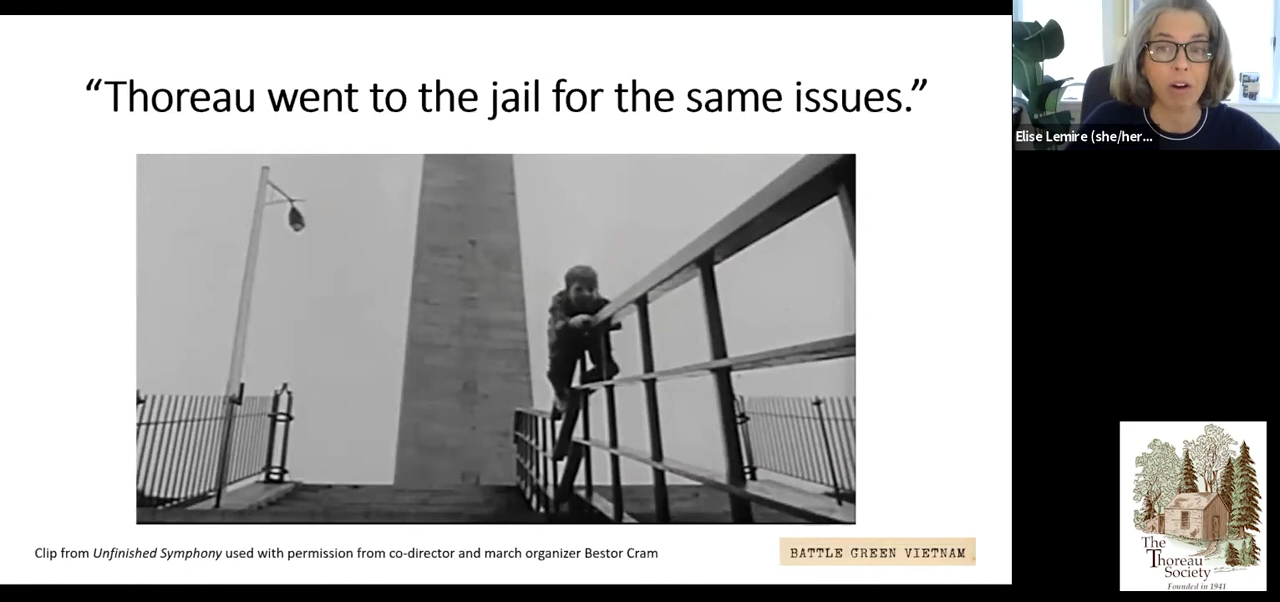 “Thoreau went to the jail for the same issues.”
Elise Lemire (she/her...
Clip from Unfinished Symphony used with permission from co-director and march organizer Bestor Cram
BATTLE GREEN VIETNAM
The
Thoreau
Society
Founded in 1941